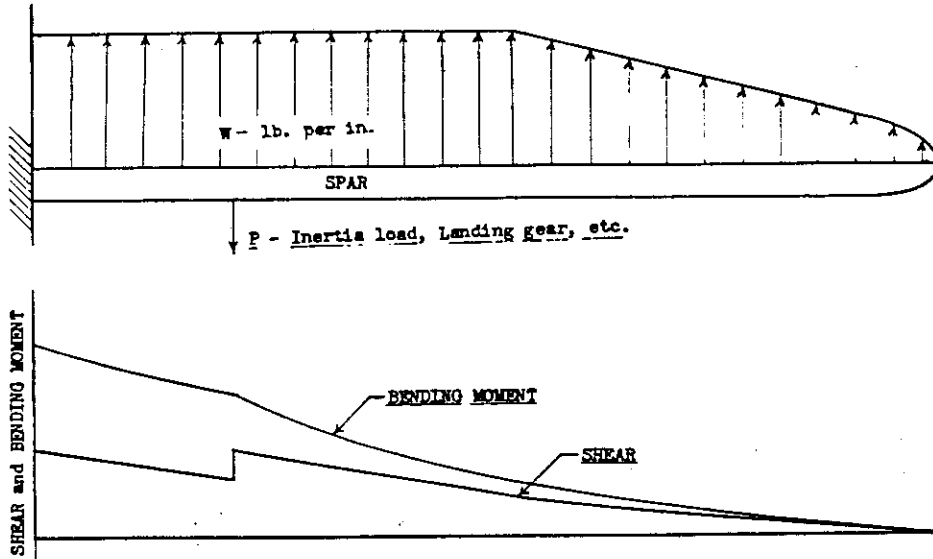 W - lb. per in.
SPAR
P - Inertia load, Landing gear, etc.
SHEAR and BENDING MOMENT
BENDING MOMENT
SHEAR